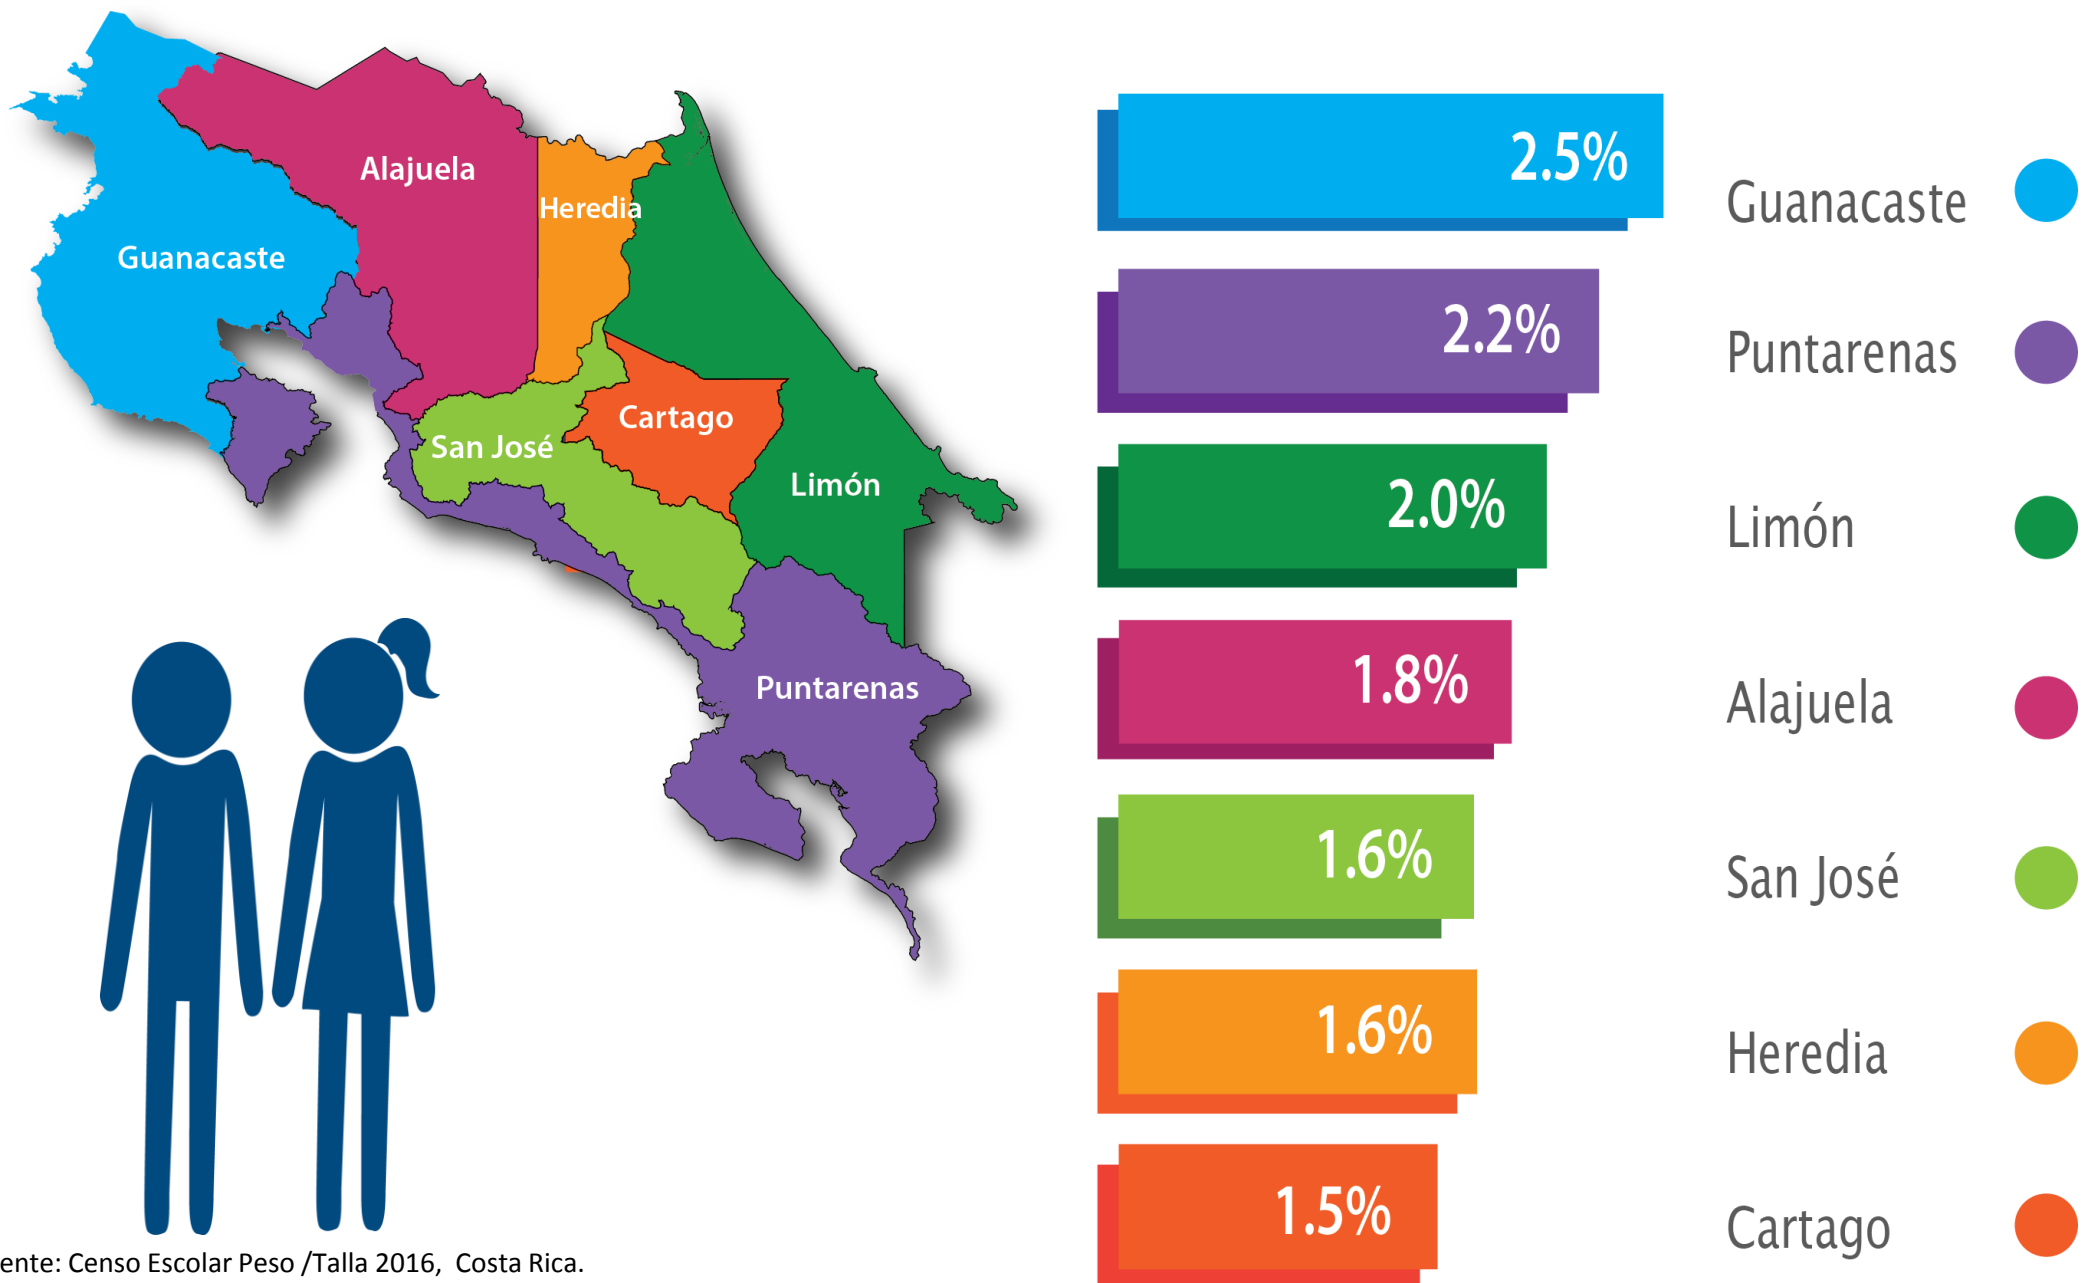 Alajuela
Heredia
Guanacaste
Cartago
San José
Limón
Puntarenas
2.5%
Guanacaste
2.2%
Puntarenas
2.0%
Limón
1.8%
Alajuela
1.6%
San José
1.6%
Heredia
1.5%
Cartago
ente: Censo Escolar Peso /Talla 2016, Costa Rica.